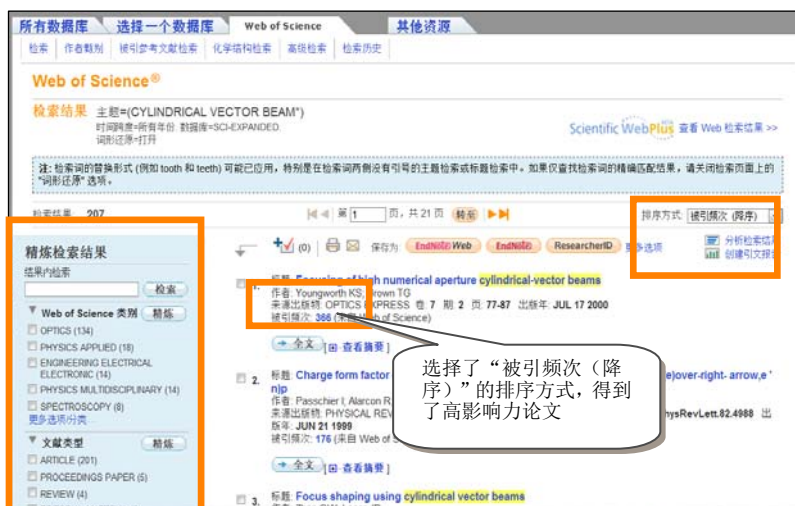 所有数据库 选择一个数据库 Web of Science 其他资源
检索 作者甄别 被引参考文献检索 化学结构检索 高级检索 检索历史
Web of Science®
检索结果 主题=(CYLINDRICAL VECTOR BEAM*)
时间跨度=所有年份. 数据库=SCI-EXPANDED.
词形还原=打开
Scientific WebPlus 查看 Web 检索结果 >>
注: 检索词的替换形式 (例如 tooth 和 teeth) 可能已应用，特别是在检索词两侧没有引号的主题检索或标题检索中。如果仅查找检索词的精确匹配结果，请关闭检索页面上的
"词形还原" 选项。
检索结果: 207
第 1 页，共 21 页 转至
排序方式: 被引频次 (降序)
精炼检索结果
结果内检索
检索
Web of Science 类别 精炼
OPTICS (134)
PHYSICS APPLIED (18)
ENGINEERING ELECTRICAL
ELECTRONIC (14)
PHYSICS MULTIDISCIPLINARY (14)
SPECTROSCOPY (8)
更多选项/分类...
文献类型 精炼
ARTICLE (201)
PROCEEDINGS PAPER (5)
REVIEW (4)
(0) 保存为: EndNote Web EndNote ResearcherID 更多选项
分析检索结
创建引文报
1. 标题: Focusing of high numerical aperture cylindrical-vector beams
作者: Youngworth KS, Brown TG
来源出版物: OPTICS EXPRESS 卷 7 期 2 页 77-87 出版年: JUL 17 2000
被引频次: 366 (来自 Web of Science)
全文 [ 查看摘要 ]
2. 标题: Charge form factor e)over-right- arrow,e '
n)p
作者: Passchier I, Alarcon R,
来源出版物: PHYSICAL REV hysRevLett.82.4988 出
版年: JUN 21 1999
被引频次: 176 (来自 Web of S
全文 [ 查看摘要 ]
3. 标题: Focus shaping using cylindrical vector beams
选择了“被引频次（降
序）”的排序方式，得到
了高影响力论文